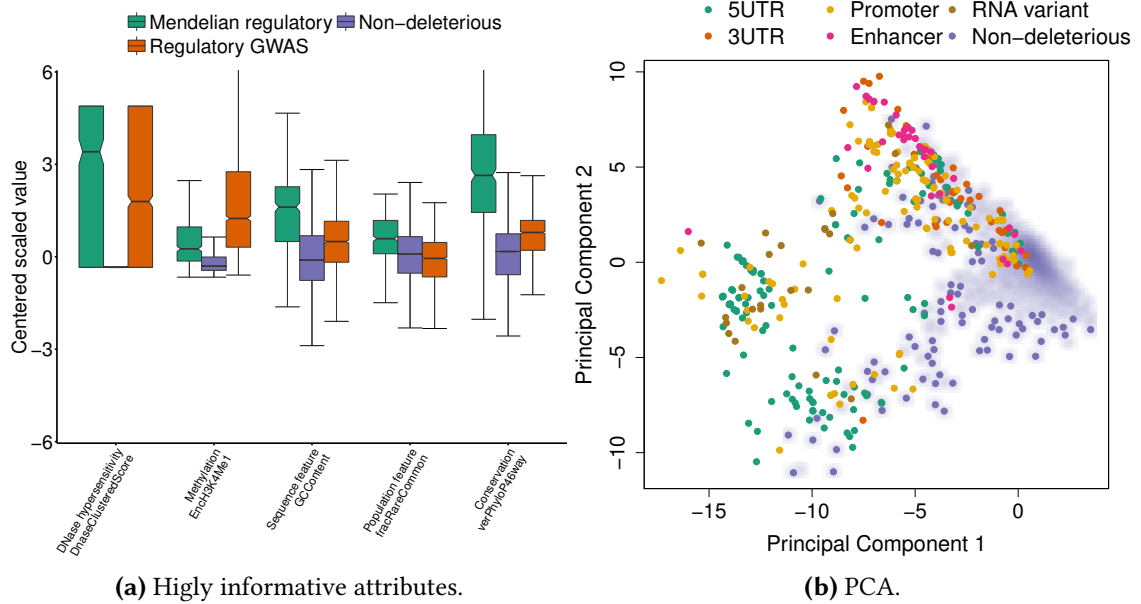 Mendelian regulatory Non-deleterious
Regulatory GWAS
Centered scaled value
6
3
0
−3
−6
DNase hypersensitivity
DnaseClusteredScore
Methylation
EncH3K4Me1
Sequence feature
GCContent
Population feature
fracRareCommon
Conservation
verPhyloP46way
(a) Higly informative attributes.
5UTR Promoter RNA variant
3UTR Enhancer Non−deleterious
Principal Component 2
10
5
0
−5
−10
−15 −10 −5 0
Principal Component 1
(b) PCA.